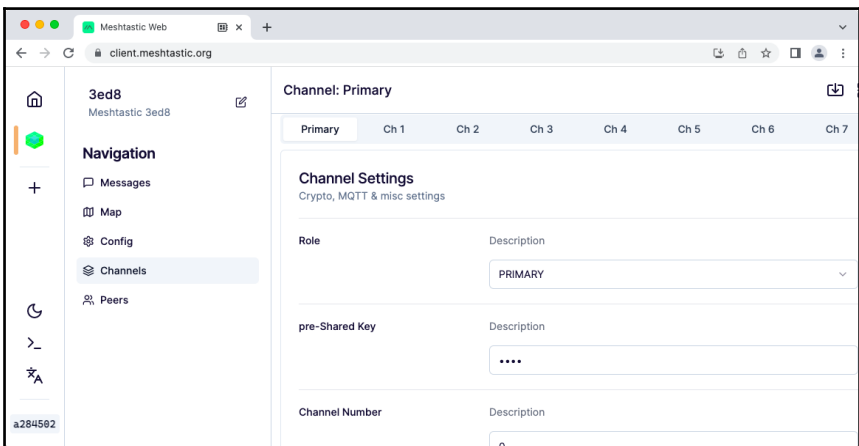 Meshtastic Web
client.meshtastic.org
3ed8
Meshtastic 3ed8
Navigation
Messages
Map
Config
Channels
Peers
a284502
Channel: Primary
Primary Ch 1 Ch 2 Ch 3 Ch 4 Ch 5 Ch 6 Ch 7
Channel Settings
Crypto, MQTT & misc settings
Role
Description
PRIMARY
pre-Shared Key
Description
••••
Channel Number
Description